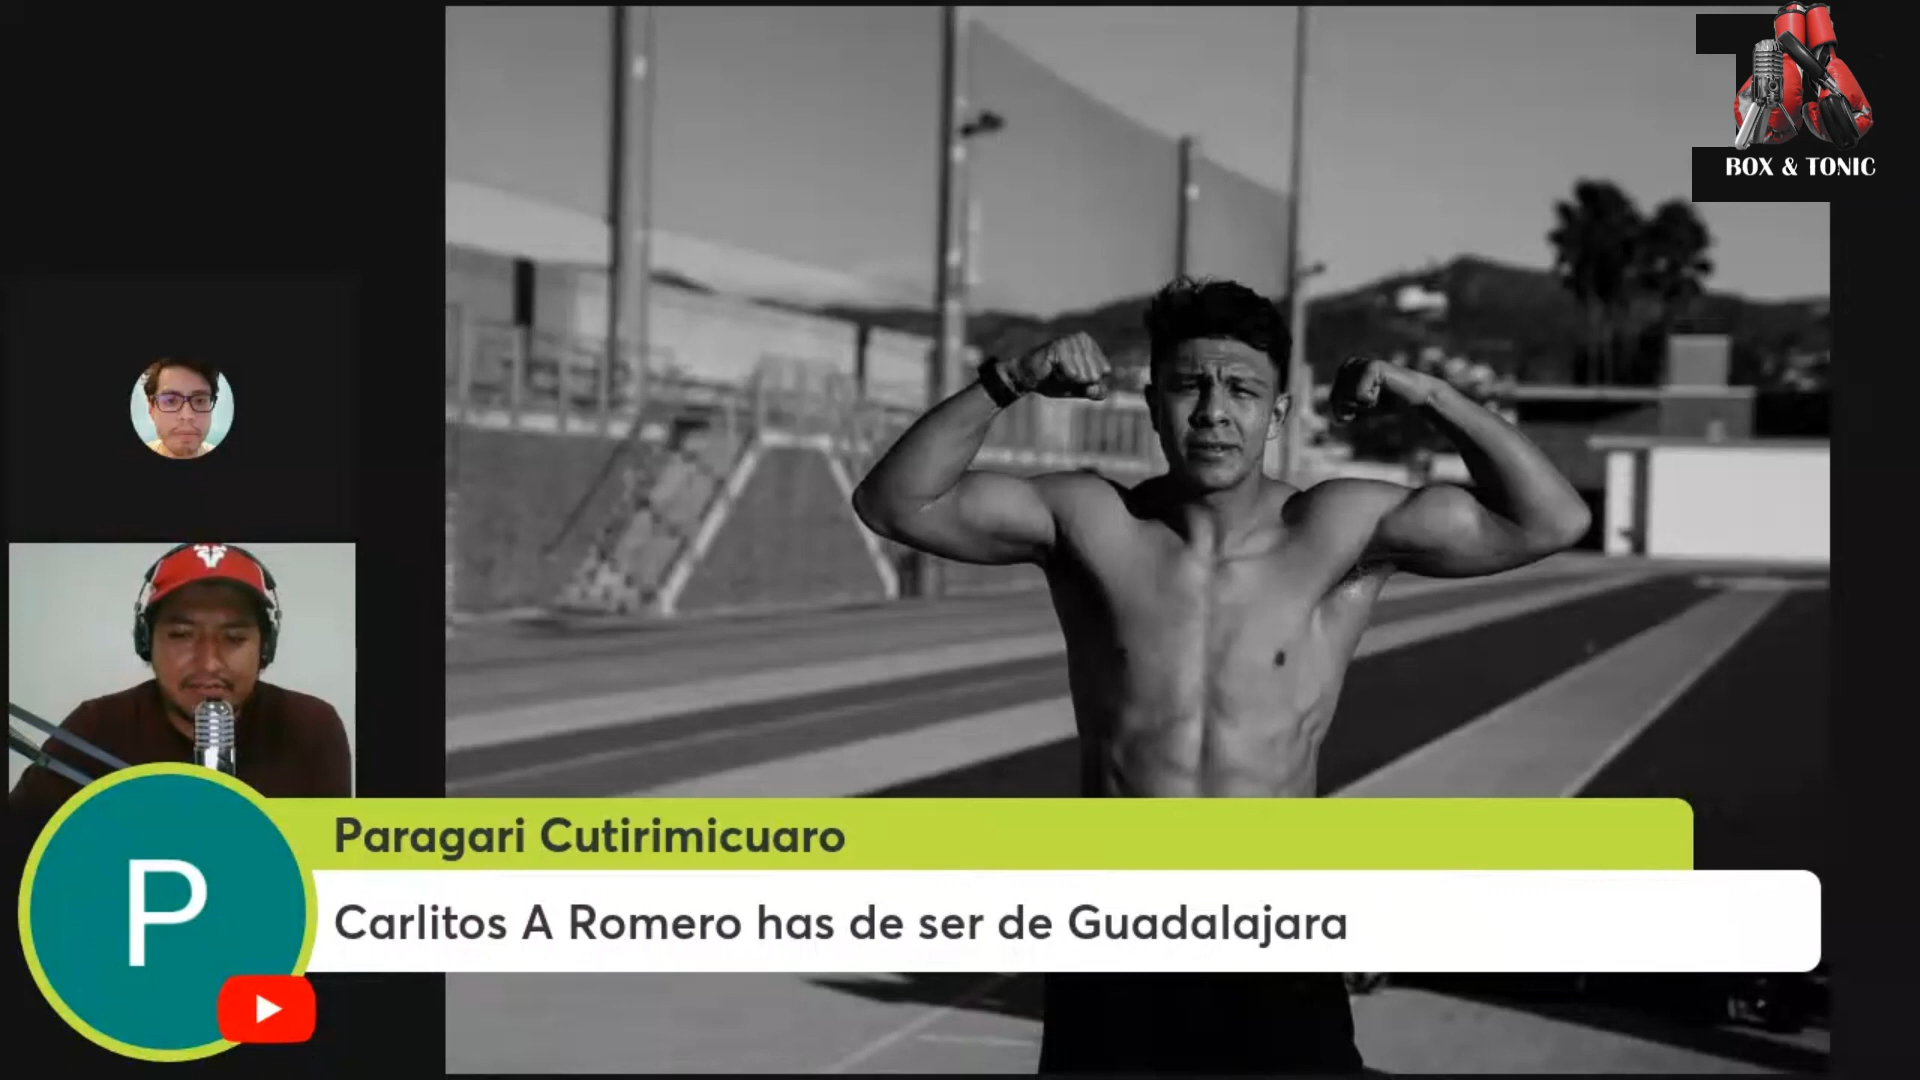 BOX & TONIC
Paragari Cutirimicuaro
P
Carlitos A Romero has de ser de Guadalajara